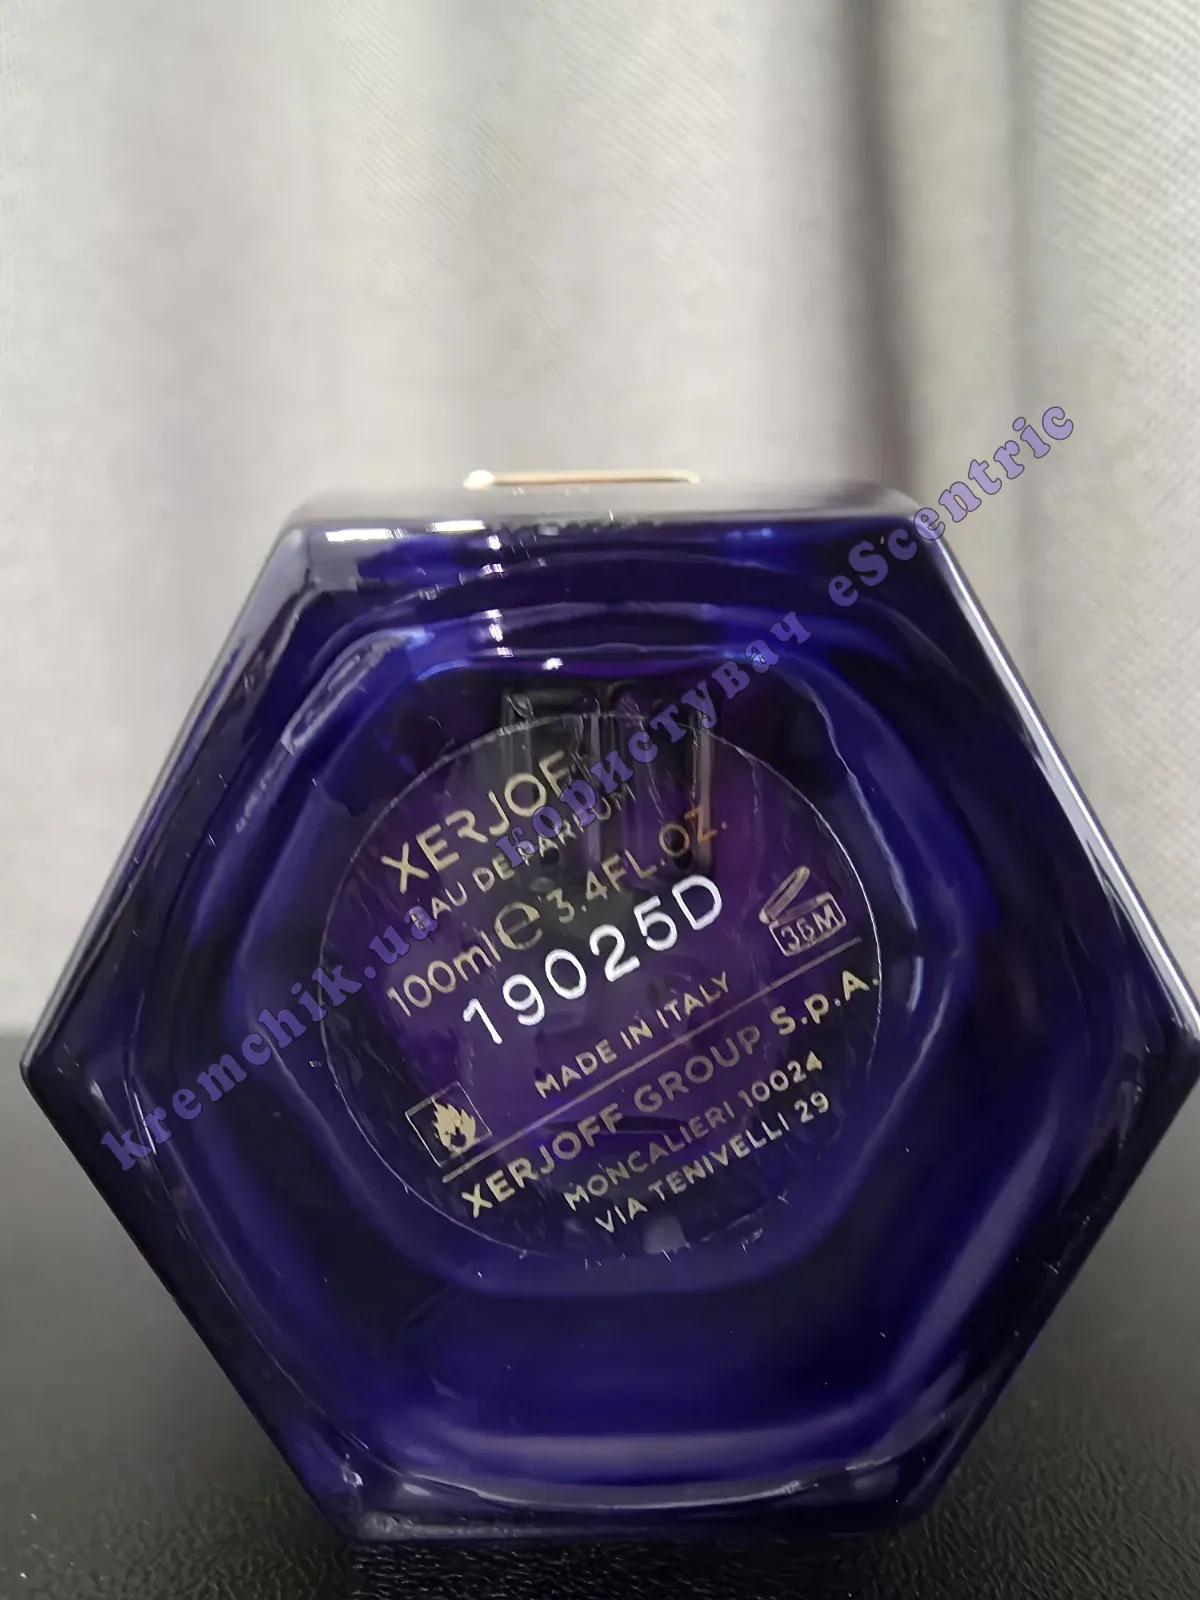 XERJOFF
EAU DE PARFUM
100ml e 3.4FL.OZ.
19025D
36M
MADE IN ITALY
XERJOFF GROUP S.p.A.
MONCALIERI 10024
VIA TENIVELLI 29
kremchik.ua користувач eScentric